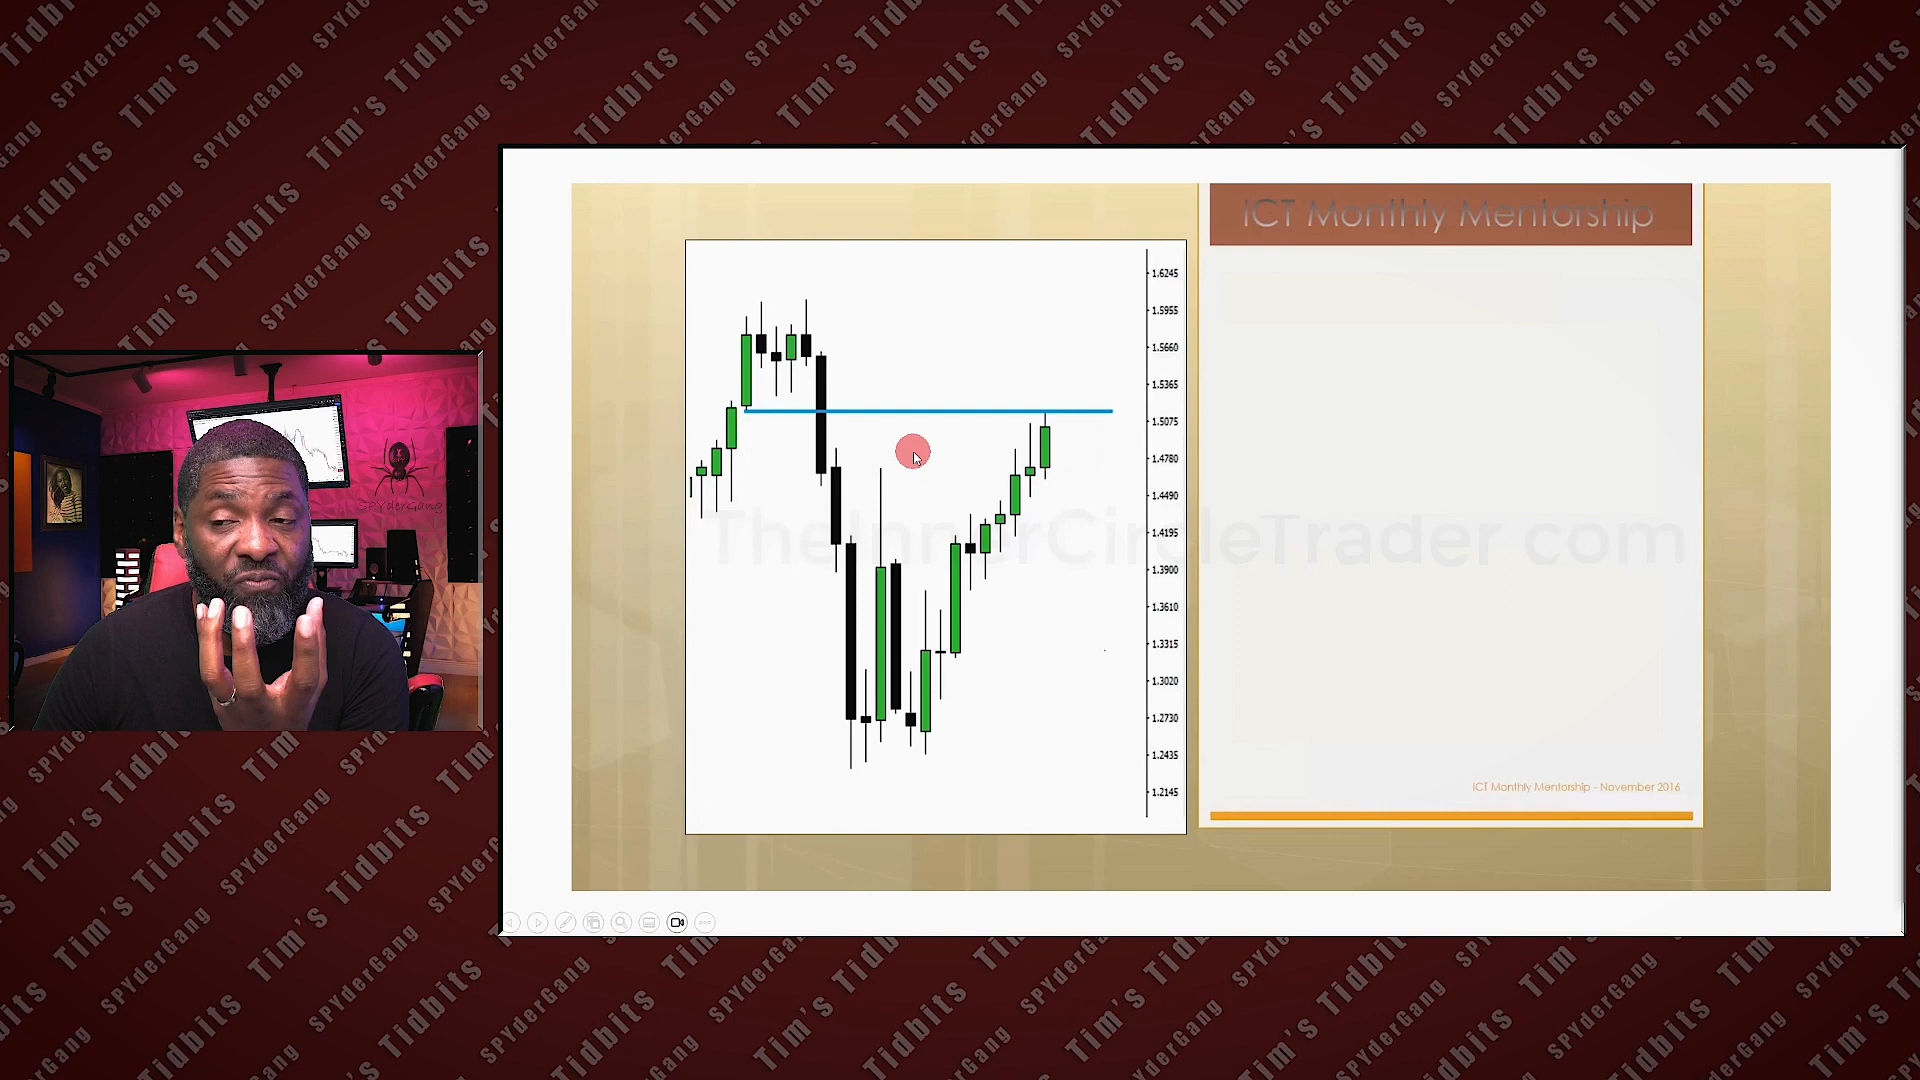 ICT Monthly Mentorship
1.6245
1.5955
1.5660
1.5365
1.5075
1.4780
1.4490
1.4195
1.3900
1.3610
1.3315
1.3020
1.2730
1.2435
1.2145
TheInnerCircleTrader.com
ICT Monthly Mentorship - November 2016
SPYderGang
Tim's Tidbits
SPYderGang